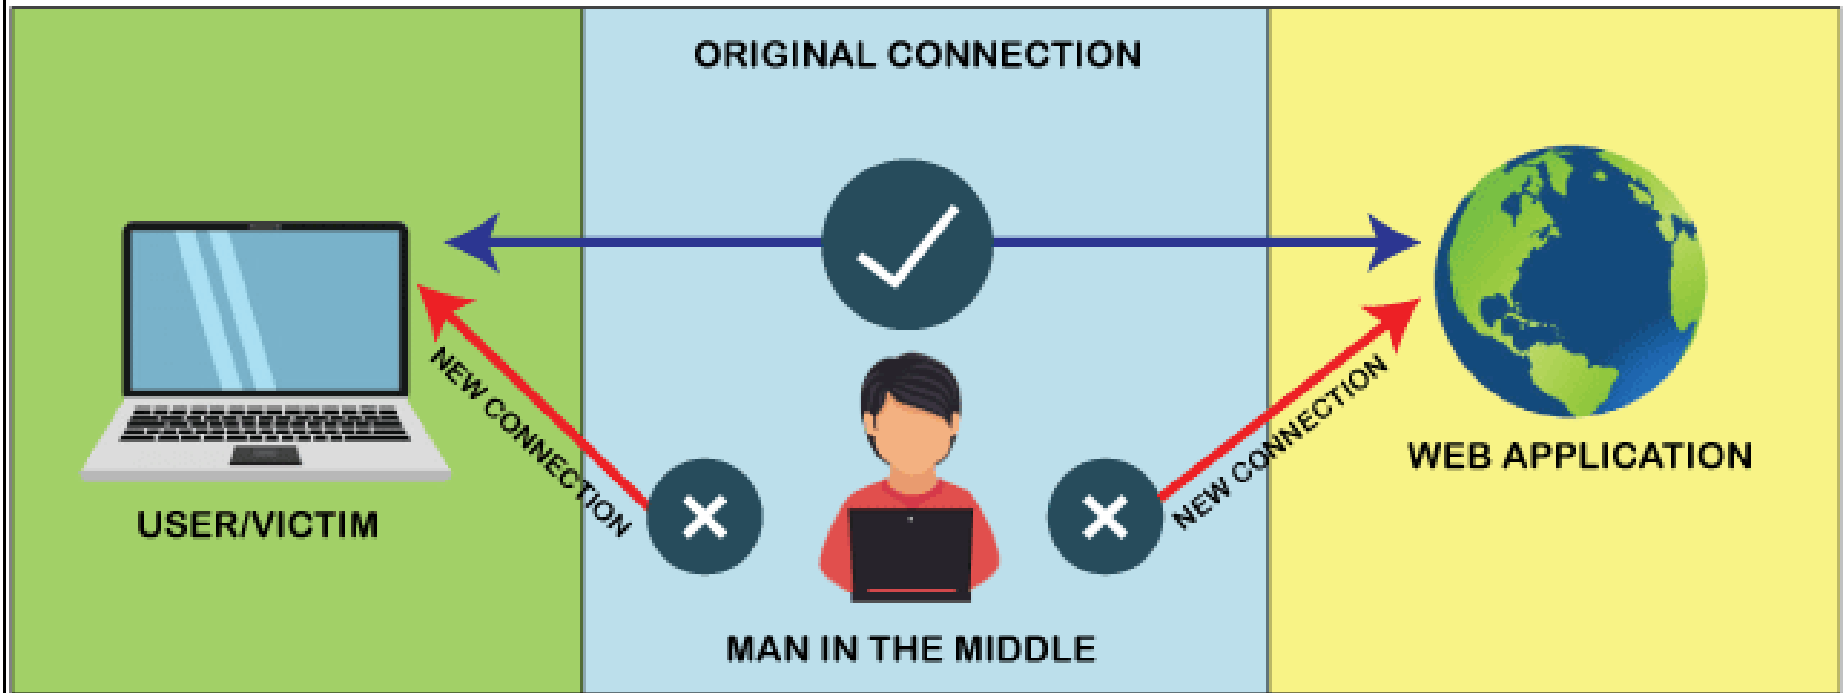 ORIGINAL CONNECTION
NEW CONNECTION
NEW CONNECTION
WEB APPLICATION
USER/VICTIM
MAN IN THE MIDDLE